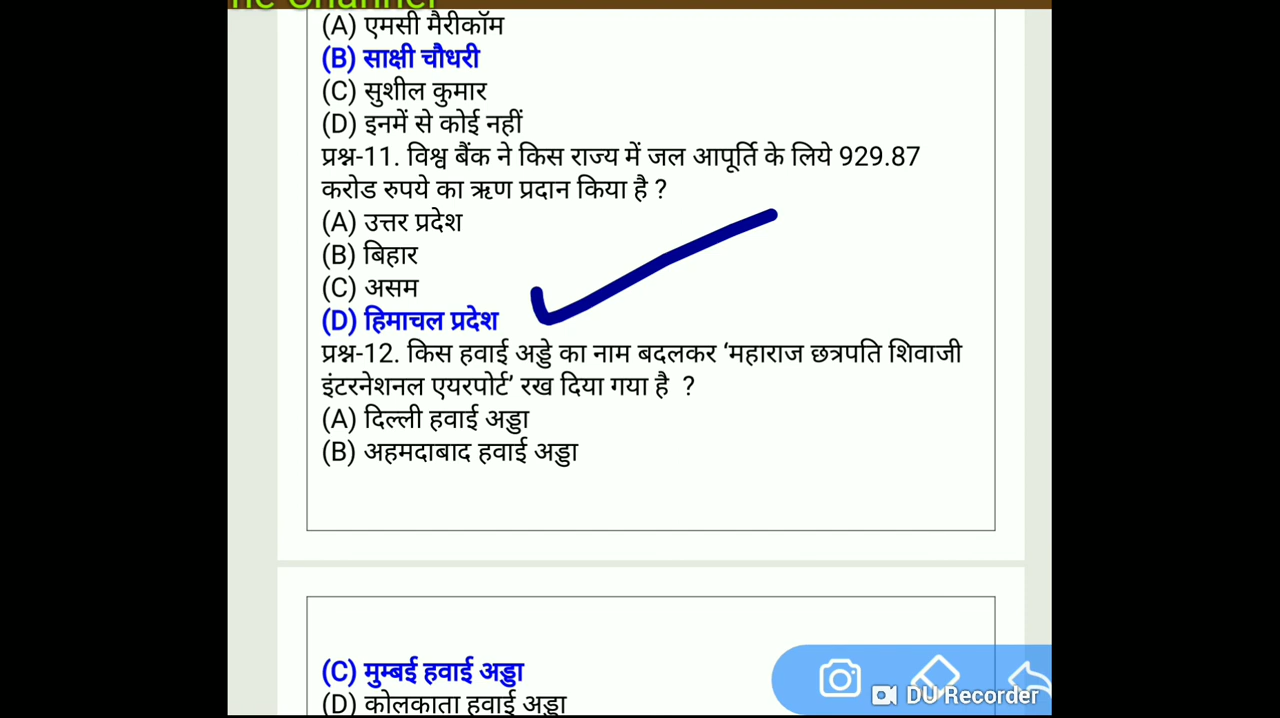 (A) एमसी मैरीकॉम
(B) साक्षी चौधरी
(C) सुशील कुमार
(D) इनमें से कोई नहीं
प्रश्न-11. विश्व बैंक ने किस राज्य में जल आपूर्ति के लिये 929.87
करोड रुपये का ऋण प्रदान किया है ?
(A) उत्तर प्रदेश
(B) बिहार
(C) असम
(D) हिमाचल प्रदेश
प्रश्न-12. किस हवाई अड्डे का नाम बदलकर ‘महाराज छत्रपति शिवाजी
इंटरनेशनल एयरपोर्ट’ रख दिया गया है ?
(A) दिल्ली हवाई अड्डा
(B) अहमदाबाद हवाई अड्डा
(C) मुम्बई हवाई अड्डा
(D) कोलकाता हवाई अड्डा
DU Recorder